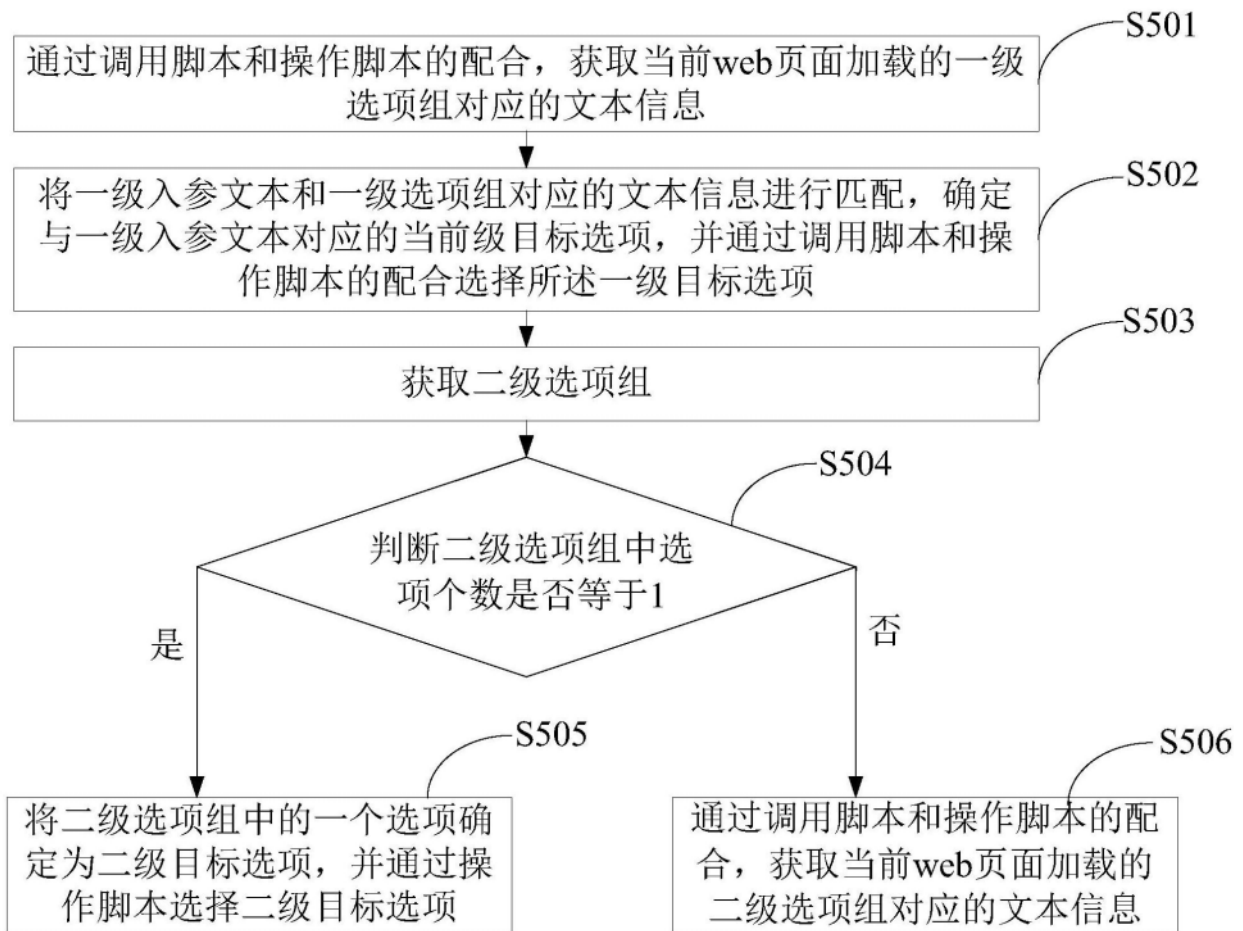 S501
通过调用脚本和操作脚本的配合，获取当前web页面加载的一级
选项组对应的文本信息
S502
将一级入参文本和一级选项组对应的文本信息进行匹配，确定
与一级入参文本对应的当前级目标选项，并通过调用脚本和操
作脚本的配合选择所述一级目标选项
S503
获取二级选项组
S504
判断二级选项组中选
项个数是否等于1
是
否
S505
将二级选项组中的一个选项确
定为二级目标选项，并通过操
作脚本选择二级目标选项
S506
通过调用脚本和操作脚本的配
合，获取当前web页面加载的
二级选项组对应的文本信息